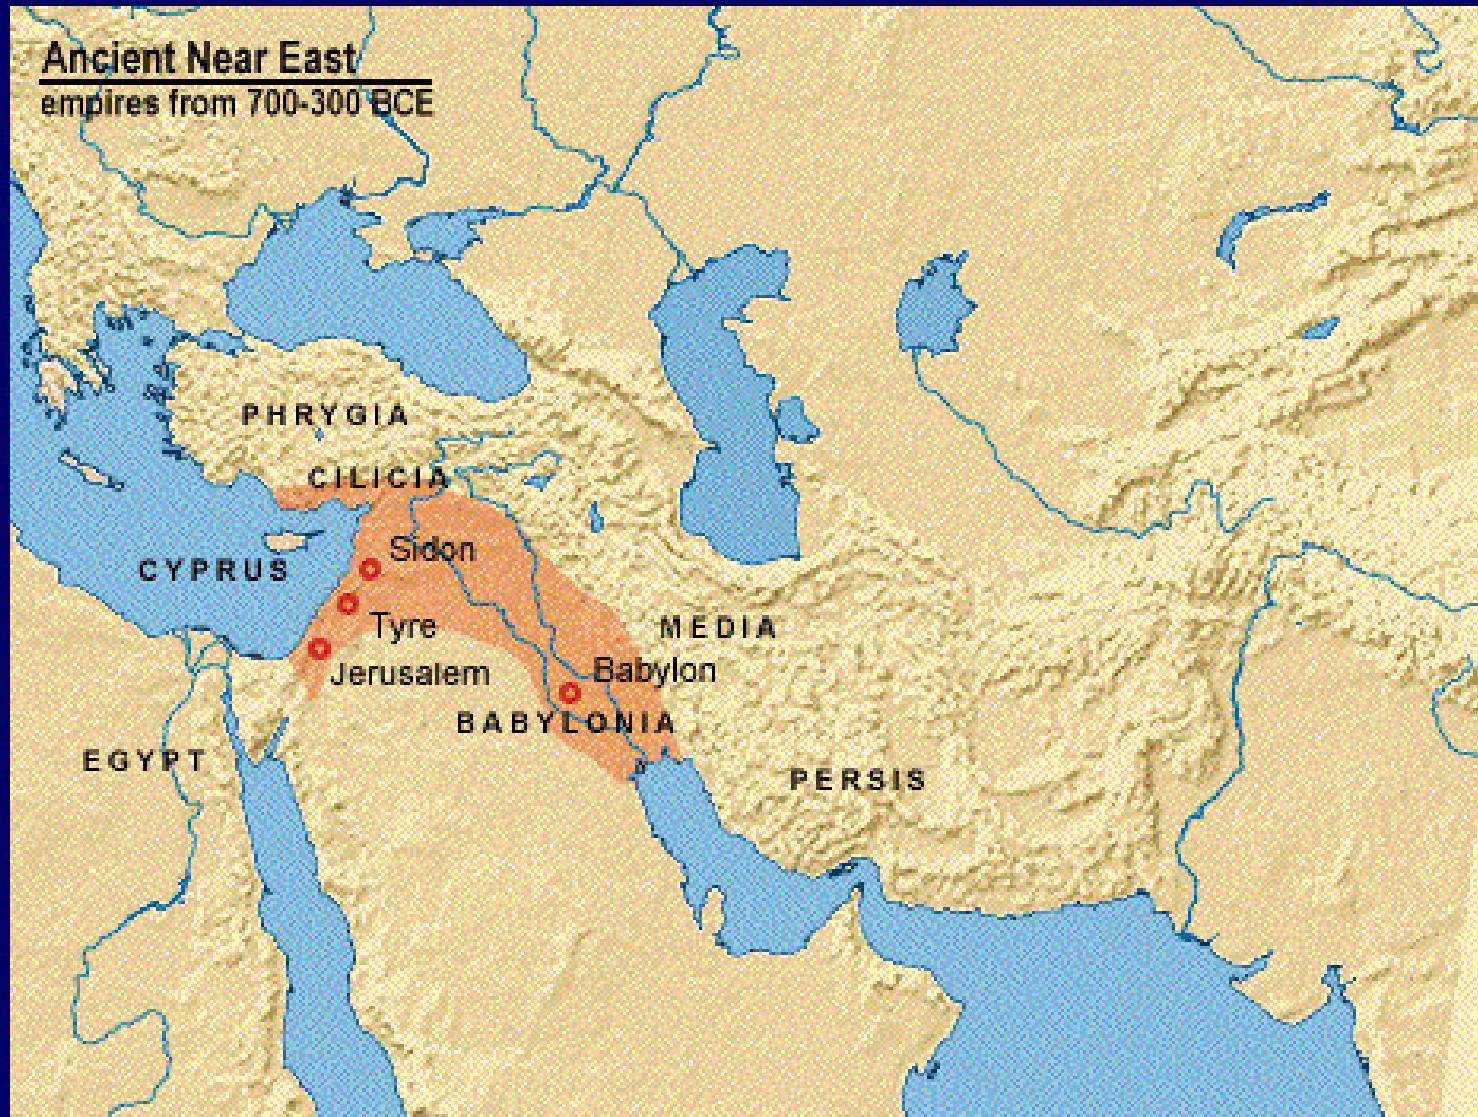 Ancient Near East
empires from 700-300 BCE
PHRYGIA
CILICIA
Sidon
CYPRUS
Tyre
MEDIA
Jerusalem
Babylon
BABYLONIA
EGYPT
PERSIS